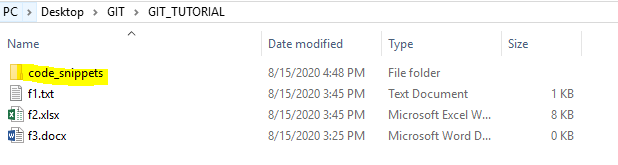 PC > Desktop > GIT > GIT_TUTORIAL
Name Date modified Type Size
code_snippets 8/15/2020 4:48 PM File folder
f1.txt 8/15/2020 3:45 PM Text Document 1 KB
f2.xlsx 8/15/2020 3:45 PM Microsoft Excel W... 8 KB
f3.docx 8/15/2020 3:25 PM Microsoft Word D... 0 KB